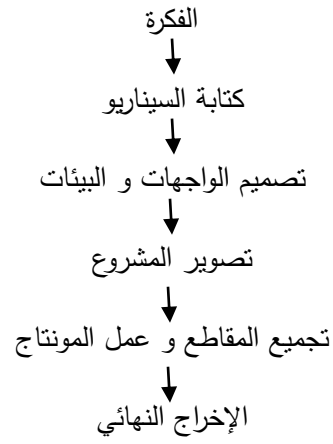 الفكرة
كتابة السيناريو
تصميم الواجهات و البيئات
تصوير المشروع
تجميع المقاطع و عمل المونتاج
الإخراج النهائي